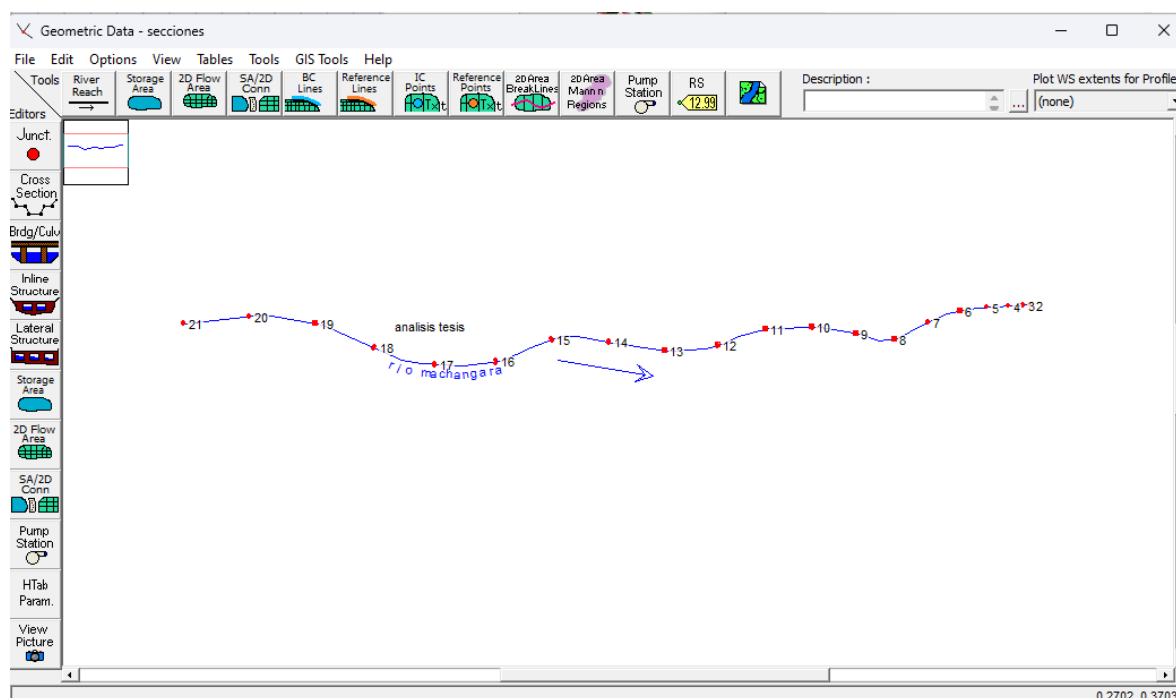 Geometric Data - secciones
File Edit Options View Tables Tools GIS Tools Help
Tools
Editors
River Reach
Storage Area
2D Flow Area
SA/2D Conn
BC Lines
Reference Lines
IC Points
Reference Points
2D Area BreakLines
2D Area Mann n Regions
Pump Station
RS
12.99
Description :
...
Plot WS extents for Profile
(none)
Junct.
Cross Section
Brdg/Culv
Inline Structure
Lateral Structure
Storage Area
2D Flow Area
SA/2D Conn
Pump Station
HTab Param.
View Picture
21
20
19
18
17
16
15
14
13
12
11
10
9
8
7
6
5
4
32
analisis tesis
rio machangara
0.2702, 0.3703